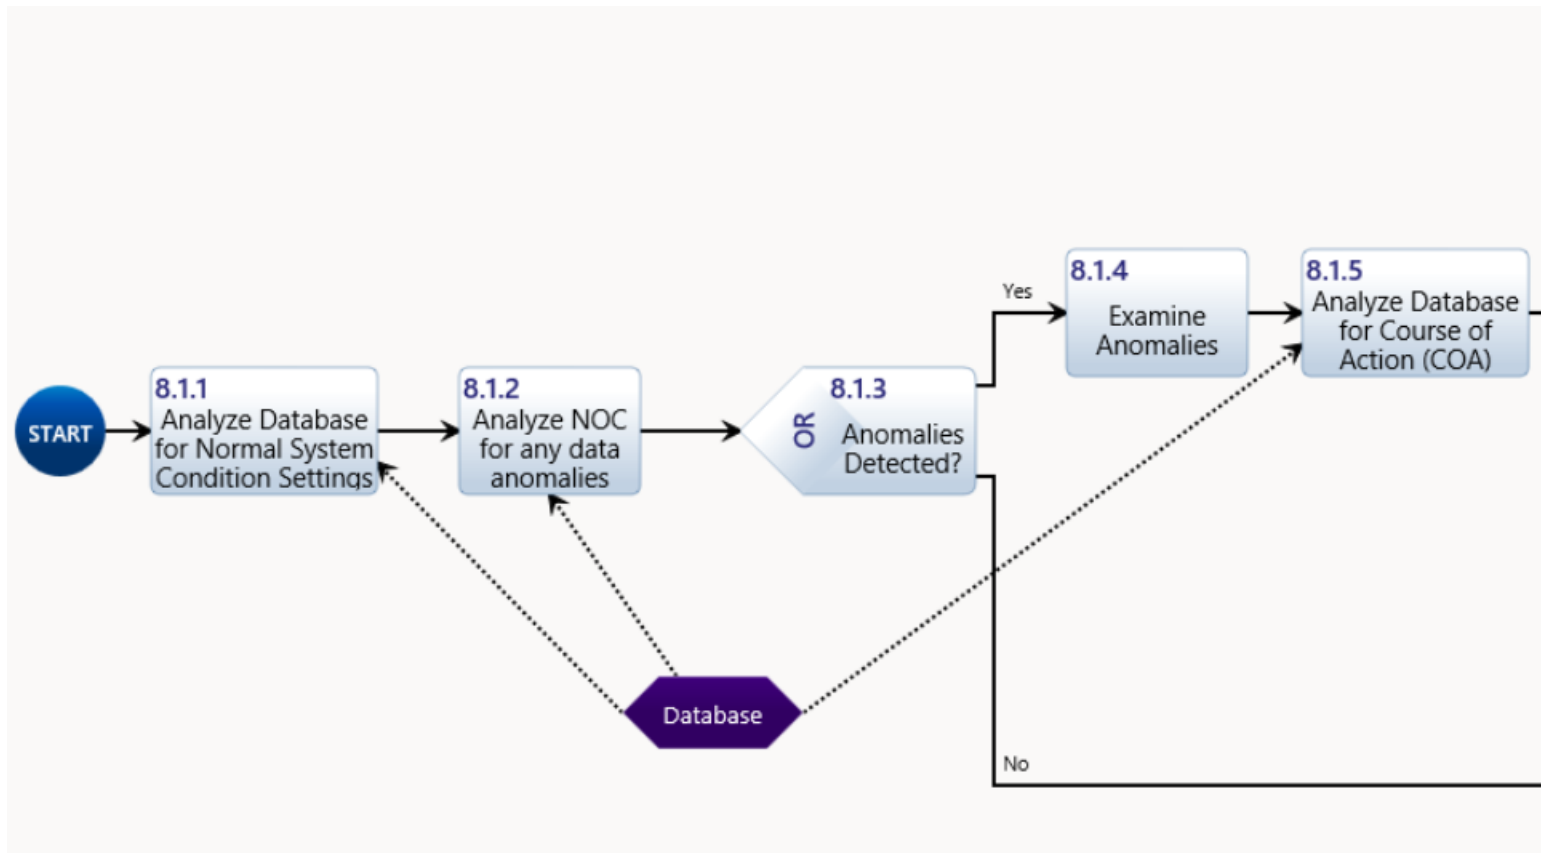 START
8.1.1
Analyze Database
for Normal System
Condition Settings
8.1.2
Analyze NOC
for any data
anomalies
OR
8.1.3
Anomalies
Detected?
Yes
8.1.4
Examine
Anomalies
8.1.5
Analyze Database
for Course of
Action (COA)
Database
No